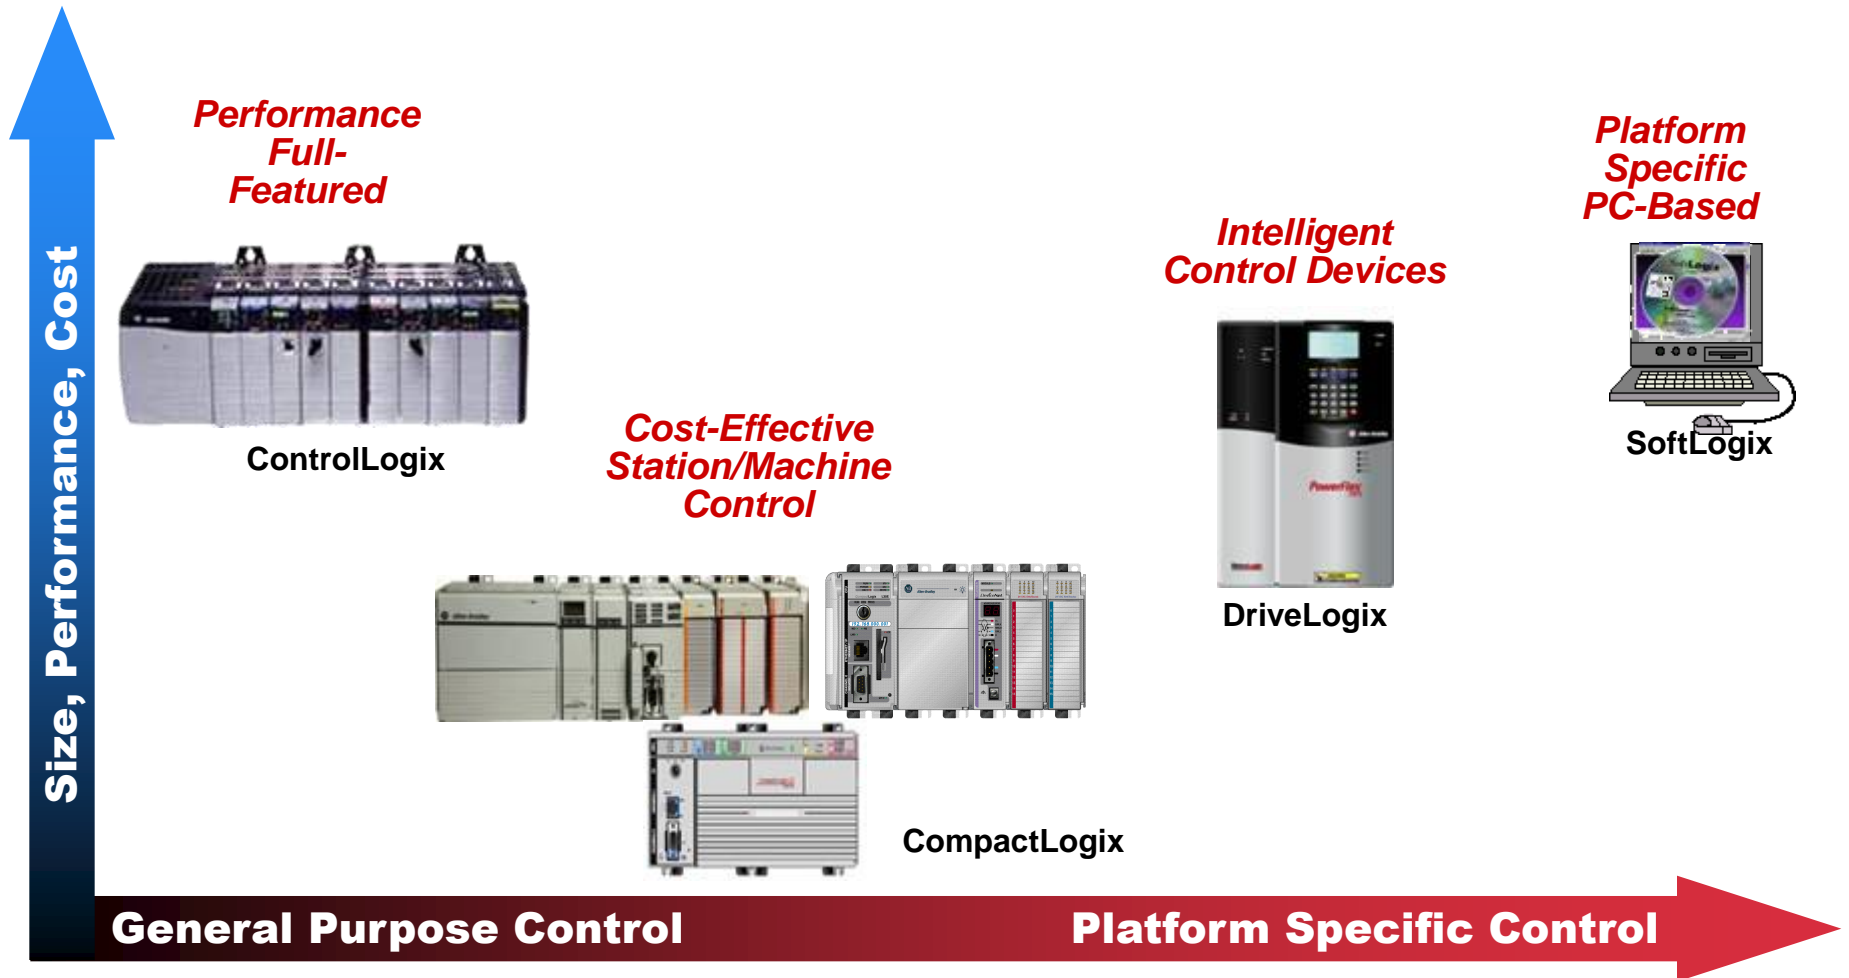 Size, Performance, Cost
Performance
Full-
Featured
ControlLogix
Cost-Effective
Station/Machine
Control
CompactLogix
Intelligent
Control Devices
PowerFlex
DriveLogix
Platform
Specific
PC-Based
SoftLogix
General Purpose Control
Platform Specific Control